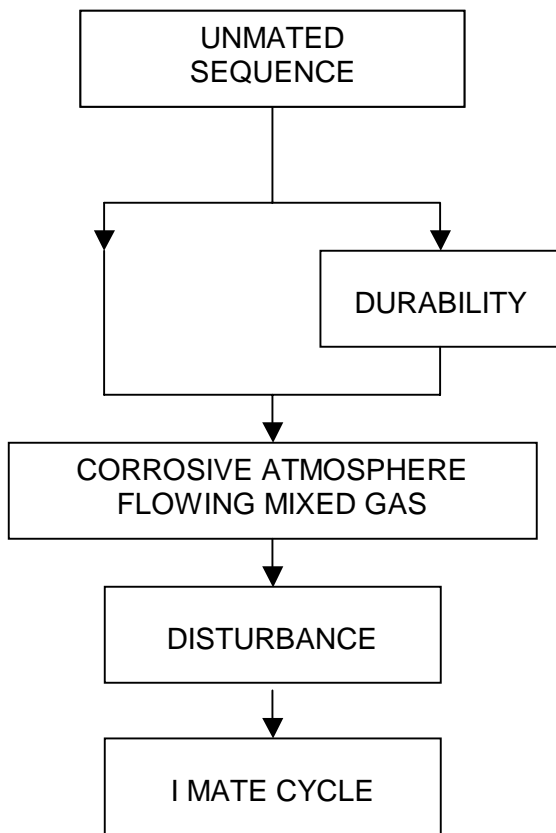 UNMATED
SEQUENCE
DURABILITY
CORROSIVE ATMOSPHERE
FLOWING MIXED GAS
DISTURBANCE
I MATE CYCLE